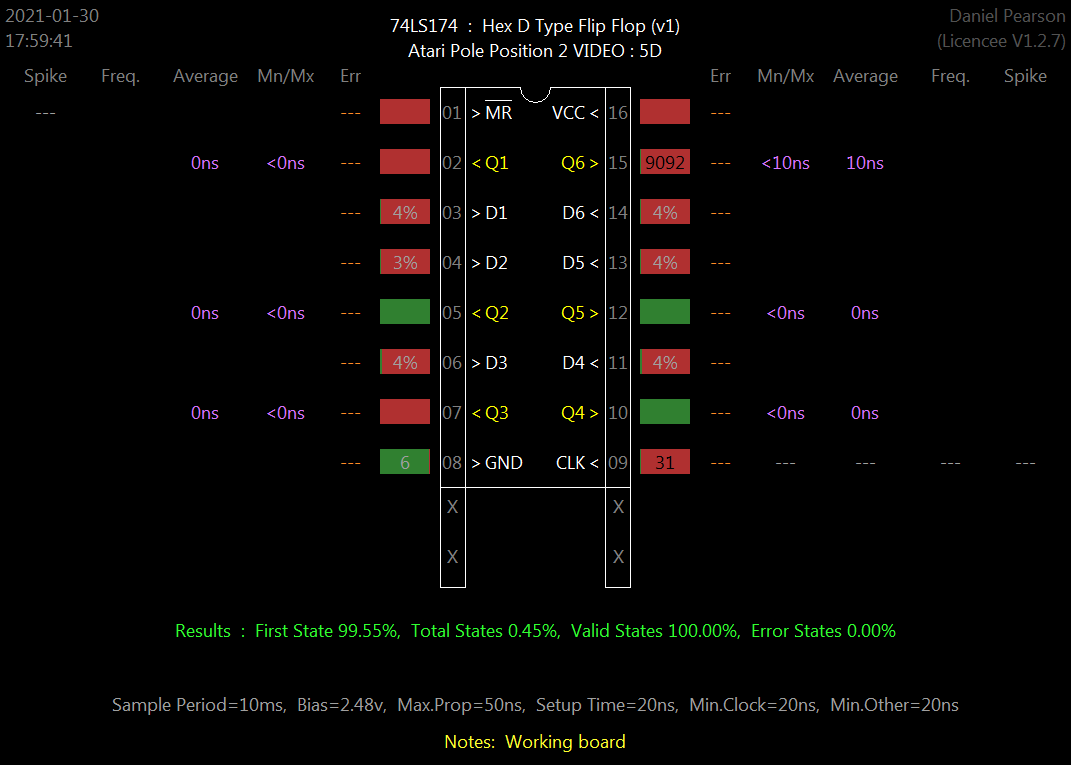 2021-01-30 74LS174 : Hex D Type Flip Flop (v1) Daniel Pearson
17:59:41 Atari Pole Position 2 VIDEO : 5D (Licencee V1.2.7)
Spike Freq. Average Mn/Mx Err Err Mn/Mx Average Freq. Spike
--- --- 01 > MR VCC < 16 ---
0ns <0ns --- 02 < Q1 Q6 > 15 9092 --- <10ns 10ns
--- 4% 03 > D1 D6 < 14 4% ---
--- 3% 04 > D2 D5 < 13 4% ---
0ns <0ns --- 05 < Q2 Q5 > 12 --- <0ns 0ns
--- 4% 06 > D3 D4 < 11 4% ---
0ns <0ns --- 07 < Q3 Q4 > 10 --- <0ns 0ns
--- 6 08 > GND CLK < 09 31 --- --- --- --- ---
X X
X X
Results : First State 99.55%, Total States 0.45%, Valid States 100.00%, Error States 0.00%
Sample Period=10ms, Bias=2.48v, Max.Prop=50ns, Setup Time=20ns, Min.Clock=20ns, Min.Other=20ns
Notes: Working board